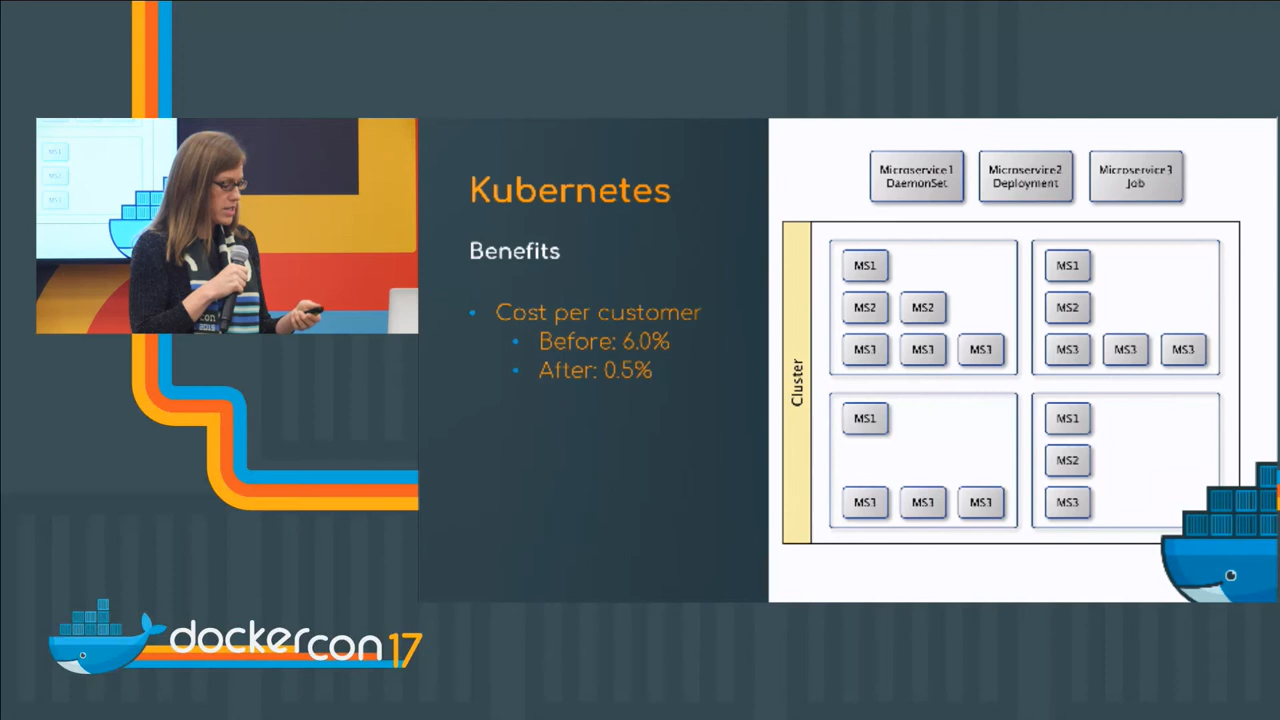 Kubernetes
Benefits
• Cost per customer
• Before: 6.0%
• After: 0.5%
Microservice1
DaemonSet
Microservice2
Deployment
Microservice3
Job
Cluster
MS1
MS2 MS2
MS3 MS3 MS3
MS1
MS2
MS3 MS3 MS3
MS1
MS3 MS3 MS3
MS1
MS2
MS3
dockercon 17